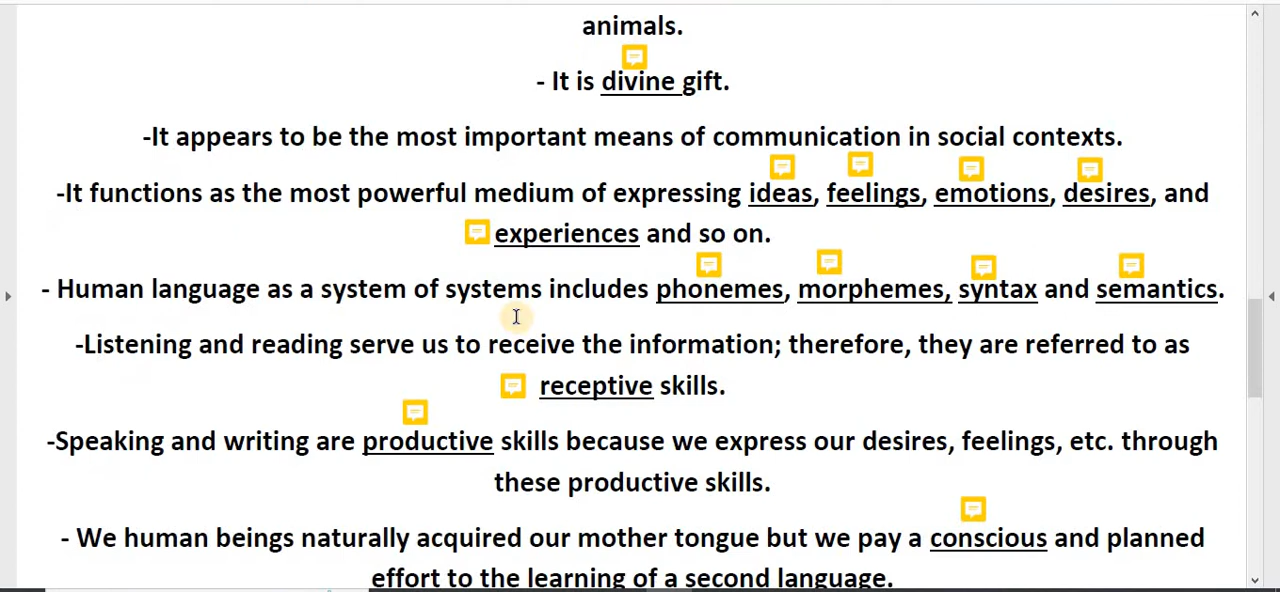 animals.
- It is divine gift.
-It appears to be the most important means of communication in social contexts.
-It functions as the most powerful medium of expressing ideas, feelings, emotions, desires, and
experiences and so on.
- Human language as a system of systems includes phonemes, morphemes, syntax and semantics.
-Listening and reading serve us to receive the information; therefore, they are referred to as
receptive skills.
-Speaking and writing are productive skills because we express our desires, feelings, etc. through
these productive skills.
- We human beings naturally acquired our mother tongue but we pay a conscious and planned
effort to the learning of a second language.